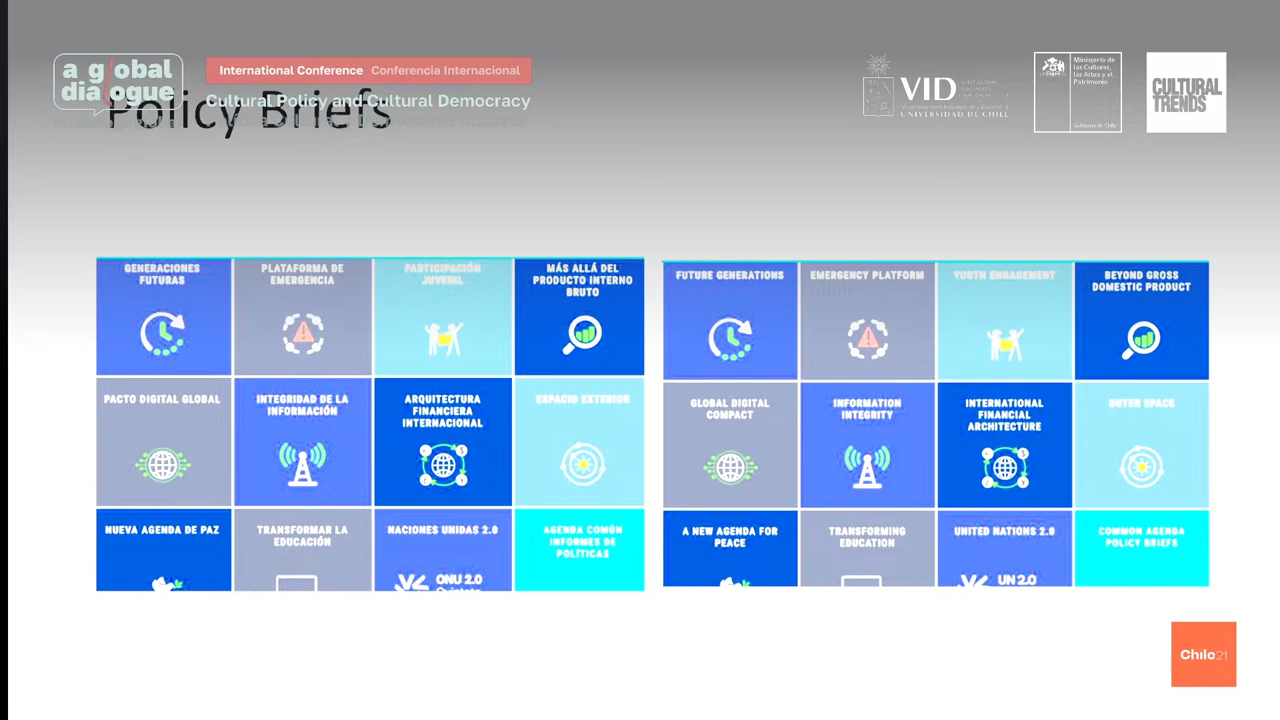 a global
dialogue
International Conference Conferencia Internacional
Cultural Policy and Cultural Democracy
Policy Briefs
VID
UNIVERSIDAD DE CHILE
Ministerio de
las Culturas,
las Artes y el
Patrimonio
Gobierno de Chile
CULTURAL
TRENDS
GENERACIONES
FUTURAS
PLATAFORMA DE
EMERGENCIA
PARTICIPACIÓN
JUVENIL
MÁS ALLÁ DEL
PRODUCTO INTERNO
BRUTO
PACTO DIGITAL GLOBAL
INTEGRIDAD DE LA
INFORMACIÓN
ARQUITECTURA
FINANCIERA
INTERNACIONAL
ESPACIO EXTERIOR
NUEVA AGENDA DE PAZ
TRANSFORMAR LA
EDUCACIÓN
NACIONES UNIDAS 2.0
ONU 2.0
AGENDA COMÚN
INFORMES DE
POLÍTICAS
FUTURE GENERATIONS
EMERGENCY PLATFORM
YOUTH ENGAGEMENT
BEYOND GROSS
DOMESTIC PRODUCT
GLOBAL DIGITAL
COMPACT
INFORMATION
INTEGRITY
INTERNATIONAL
FINANCIAL
ARCHITECTURE
OUTER SPACE
A NEW AGENDA FOR
PEACE
TRANSFORMING
EDUCATION
UNITED NATIONS 2.0
UN 2.0
COMMON AGENDA
POLICY BRIEFS
Chile21